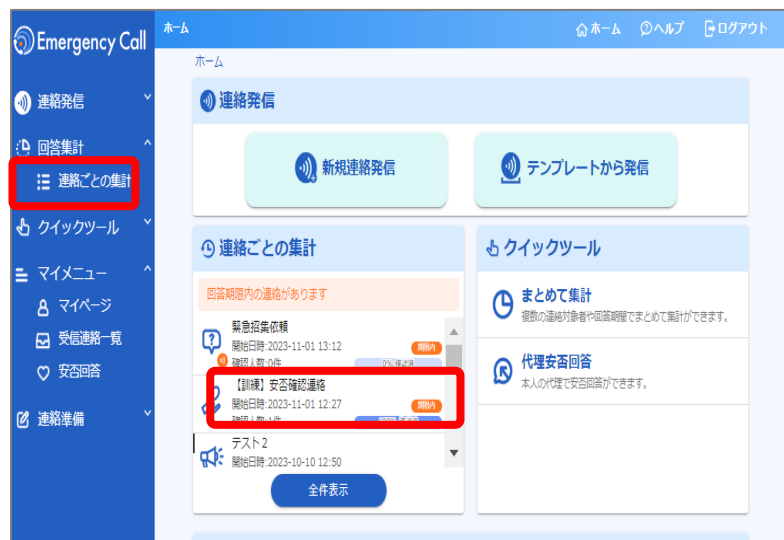 Emergency Call
ホーム
ホーム
ヘルプ
ログアウト
連絡発信
回答集計
連絡ごとの集計
クイックツール
マイメニュー
マイページ
受信連絡一覧
安否回答
連絡準備
ホーム
連絡発信
新規連絡発信
テンプレートから発信
連絡ごとの集計
回答期限内の連絡があります
緊急招集依頼
開始日時:2023-11-01 13:12
期間内
確認人数:0件
0%確認済
【訓練】安否確認連絡
開始日時:2023-11-01 12:27
期間内
確認人数:1件
テスト2
開始日時:2023-10-10 12:50
全件表示
クイックツール
まとめて集計
複数の連絡対象者や回答期間でまとめて集計ができます。
代理安否回答
本人の代理で安否回答ができます。